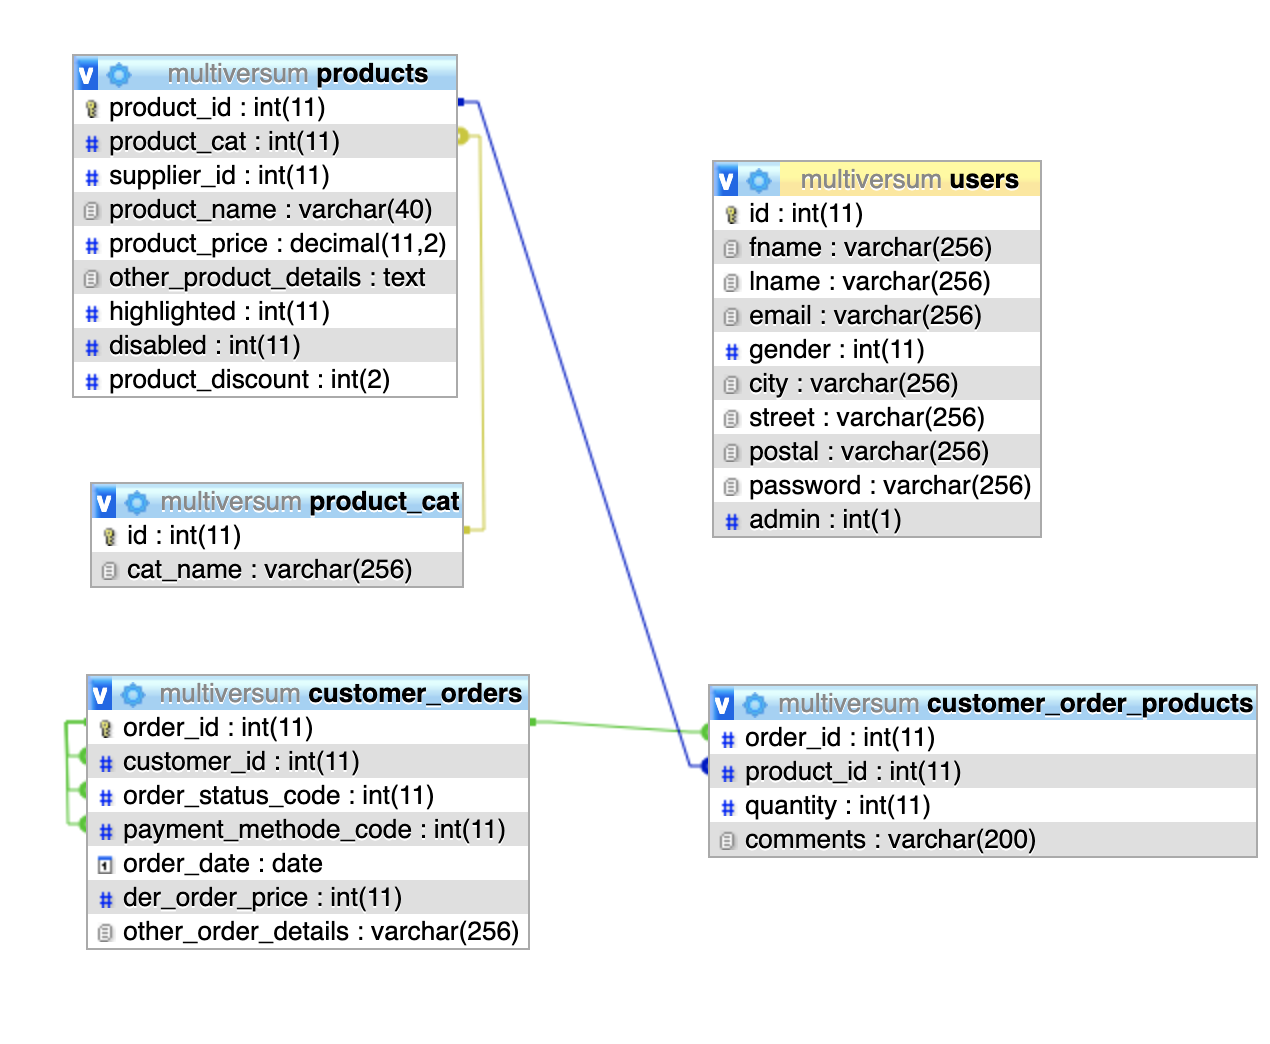 v multiversum products
product_id : int(11)
# product_cat : int(11)
# supplier_id : int(11)
product_name : varchar(40)
# product_price : decimal(11,2)
other_product_details : text
# highlighted : int(11)
# disabled : int(11)
# product_discount : int(2)
v multiversum users
id : int(11)
fname : varchar(256)
lname : varchar(256)
email : varchar(256)
# gender : int(11)
city : varchar(256)
street : varchar(256)
postal : varchar(256)
password : varchar(256)
# admin : int(1)
v multiversum product_cat
id : int(11)
cat_name : varchar(256)
v multiversum customer_orders
order_id : int(11)
# customer_id : int(11)
# order_status_code : int(11)
# payment_methode_code : int(11)
order_date : date
# der_order_price : int(11)
other_order_details : varchar(256)
v multiversum customer_order_products
# order_id : int(11)
# product_id : int(11)
# quantity : int(11)
comments : varchar(200)